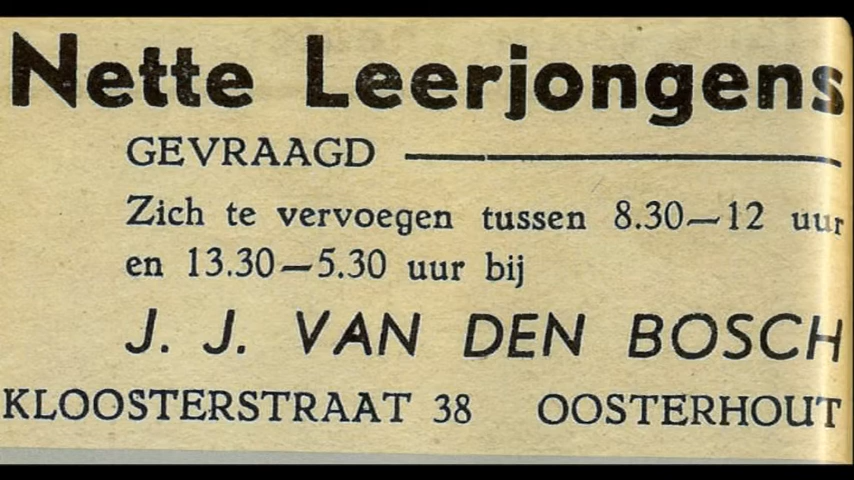 Nette Leerjongens
GEVRAAGD
Zich te vervoegen tussen 8.30—12 uur
en 13.30—5.30 uur bij
J. J. VAN DEN BOSCH
KLOOSTERSTRAAT 38 OOSTERHOUT